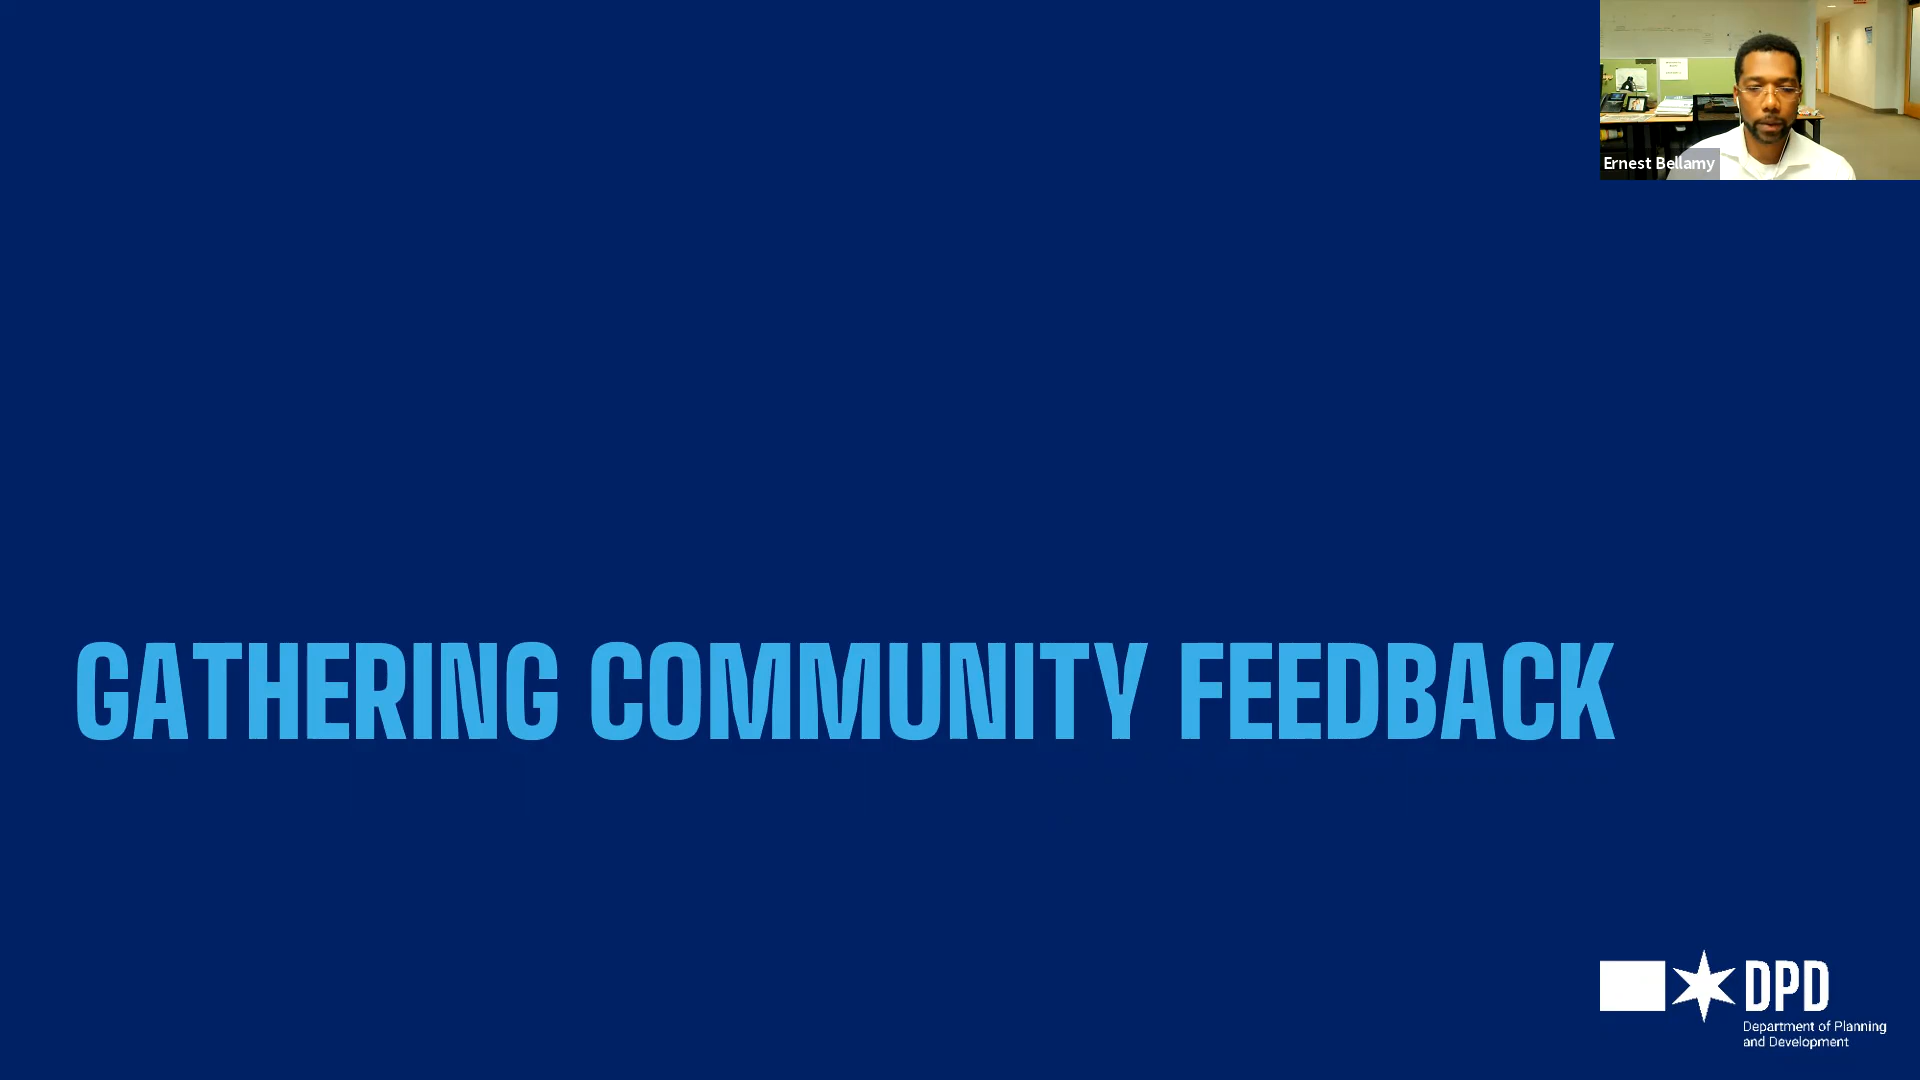 Ernest Bellamy
GATHERING COMMUNITY FEEDBACK
DPD
Department of Planning
and Development